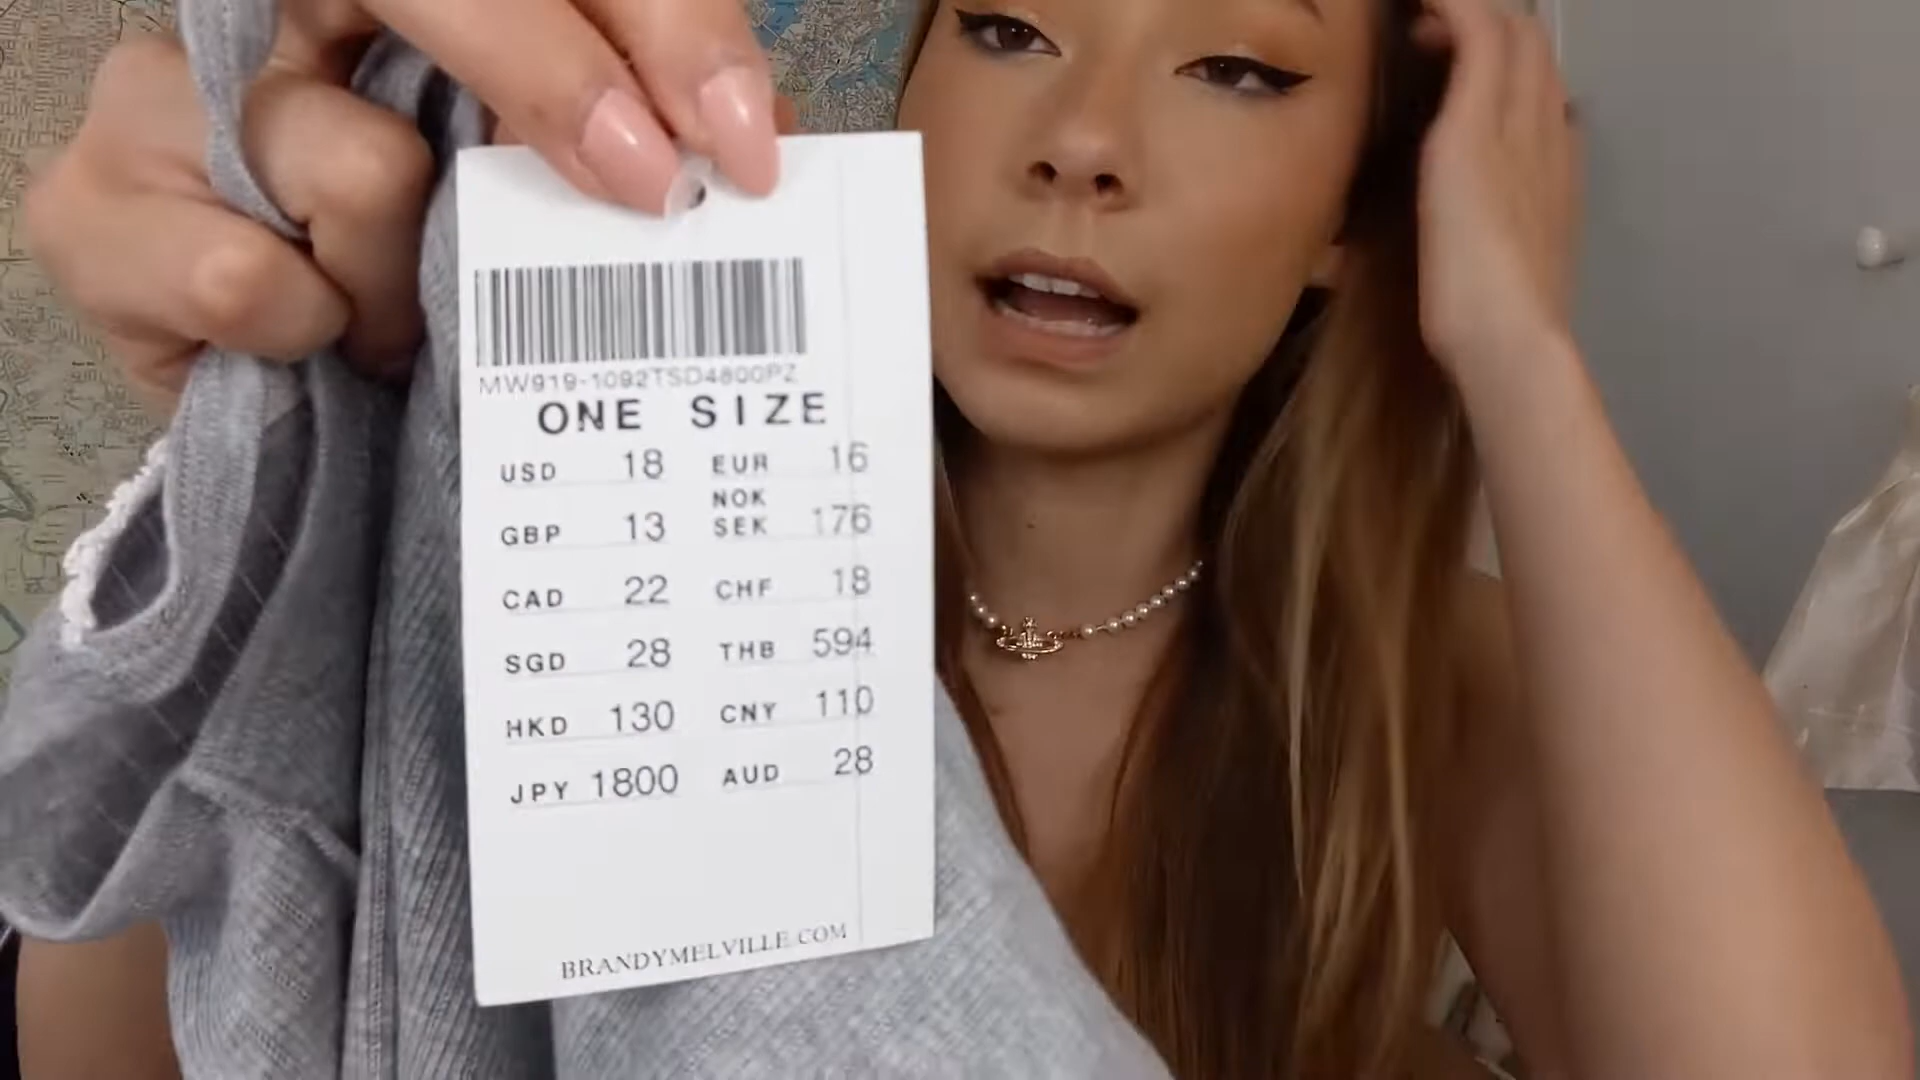 MW919-1092TSD4800PZ
ONE SIZE
USD 18 EUR 16
NOK
GBP 13 SEK 176
CAD 22 CHF 18
SGD 28 THB 594
HKD 130 CNY 110
JPY 1800 AUD 28
BRANDYMELVILLE.COM